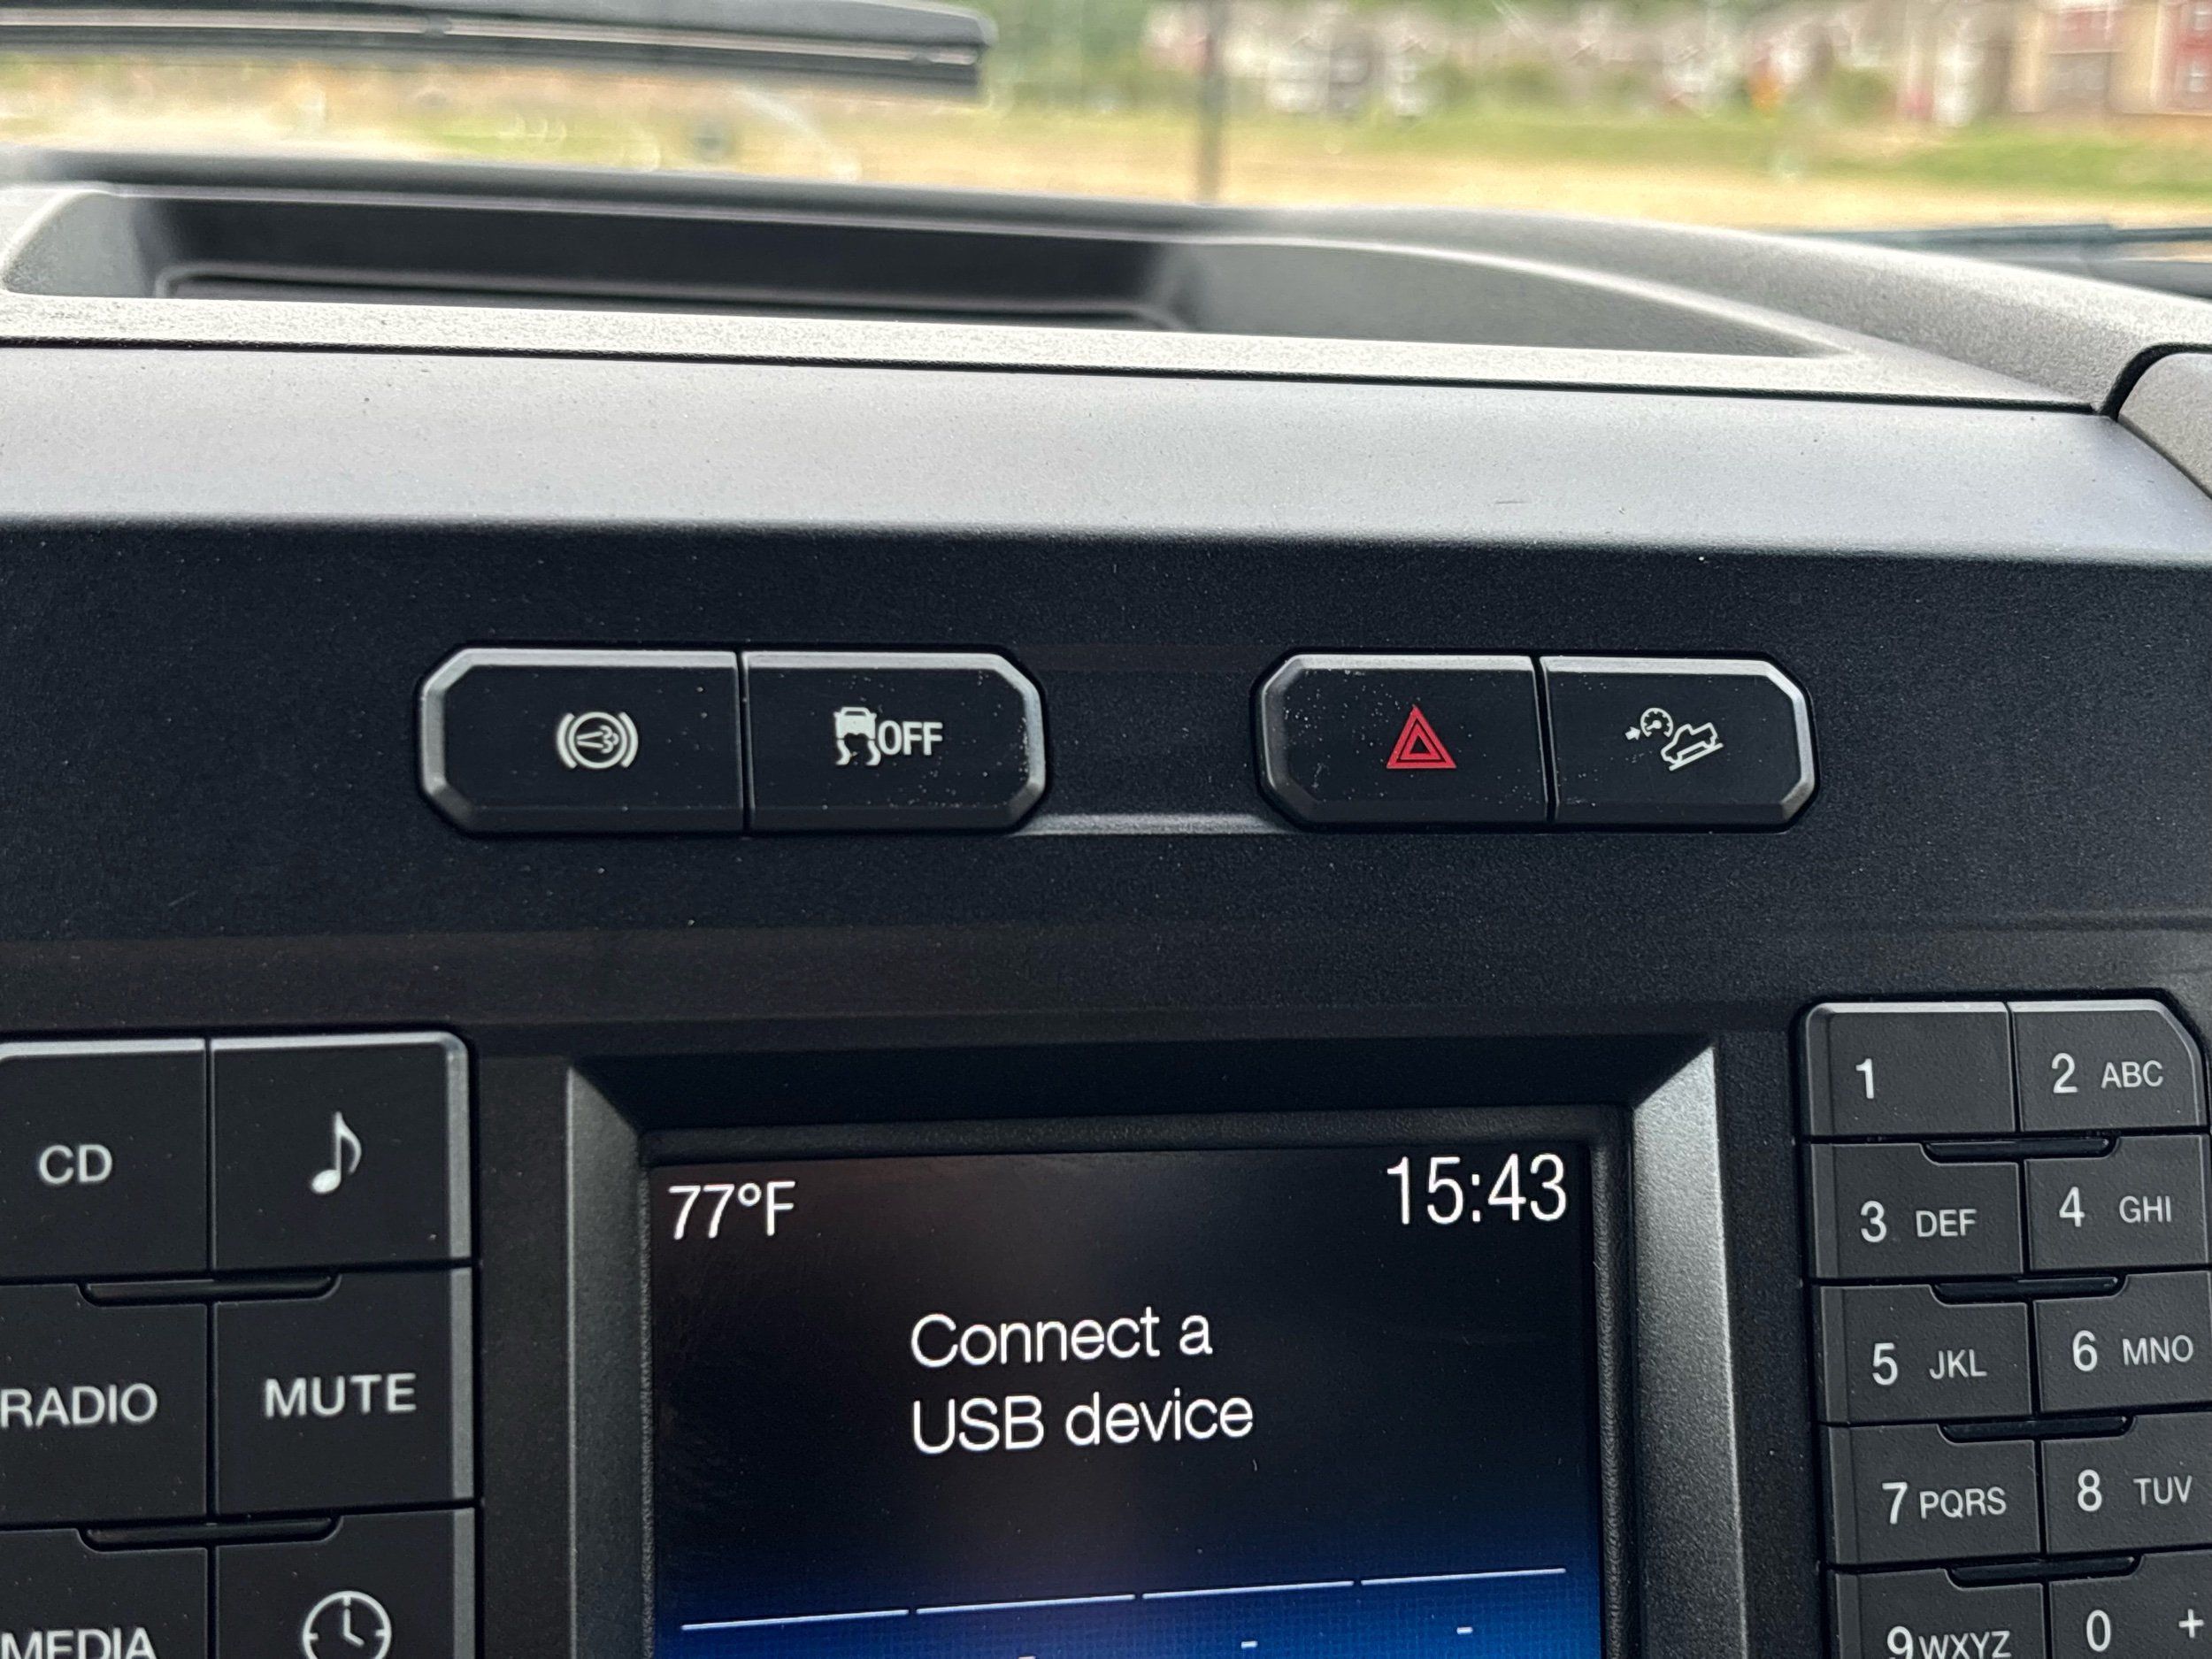 OFF
CD
RADIO
MUTE
MEDIA
77°F
15:43
Connect a
USB device
1
2 ABC
3 DEF
4 GHI
5 JKL
6 MNO
7 PQRS
8 TUV
9 WXYZ
0 +